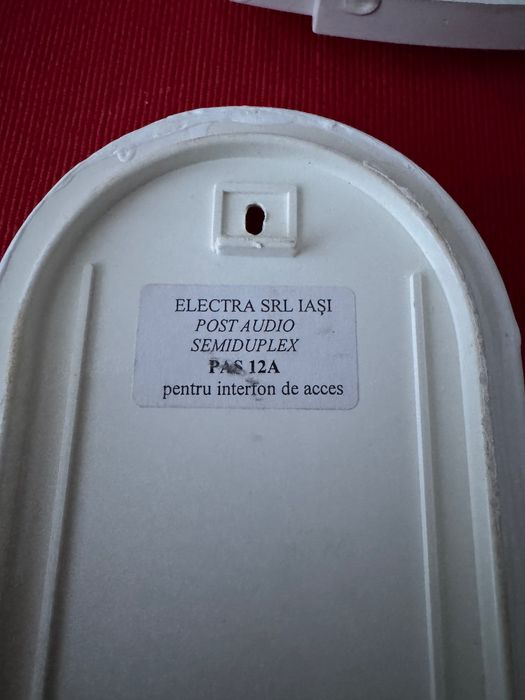 ELECTRA SRL IAŞI
POST AUDIO
SEMIDUPLEX
PAS 12A
pentru interfon de acces